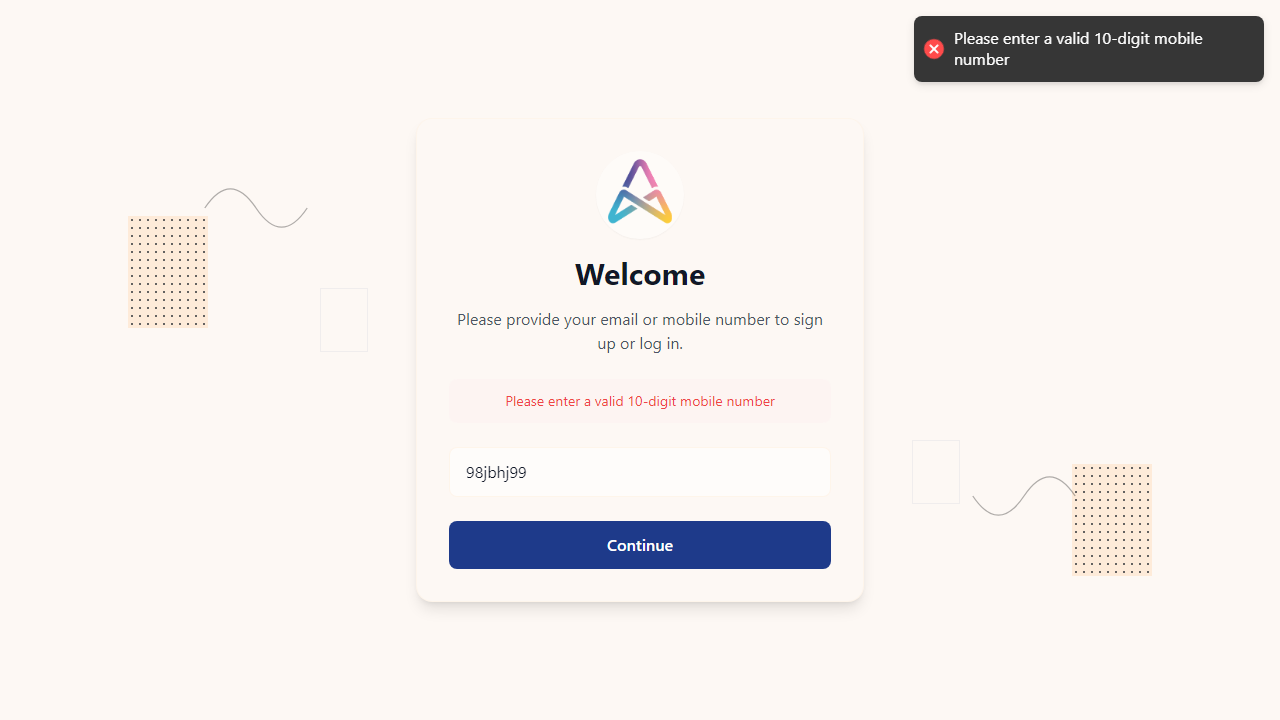 Please enter a valid 10-digit mobile
number
Welcome
Please provide your email or mobile number to sign
up or log in.
Please enter a valid 10-digit mobile number
98jbhj99
Continue